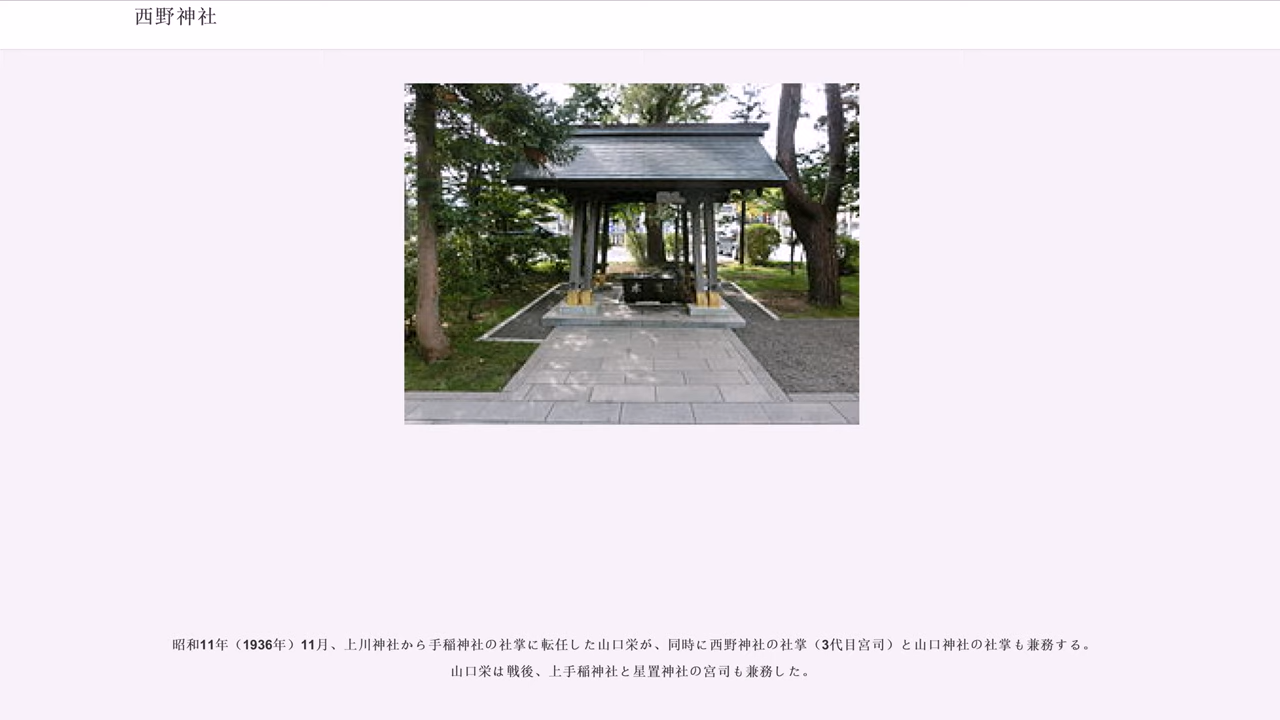 西野神社
昭和11年（1936年）11月、上川神社から手稲神社の社掌に転任した山口栄が、同時に西野神社の社掌（3代目宮司）と山口神社の社掌も兼務する。
山口栄は戦後、上手稲神社と星置神社の宮司も兼務した。